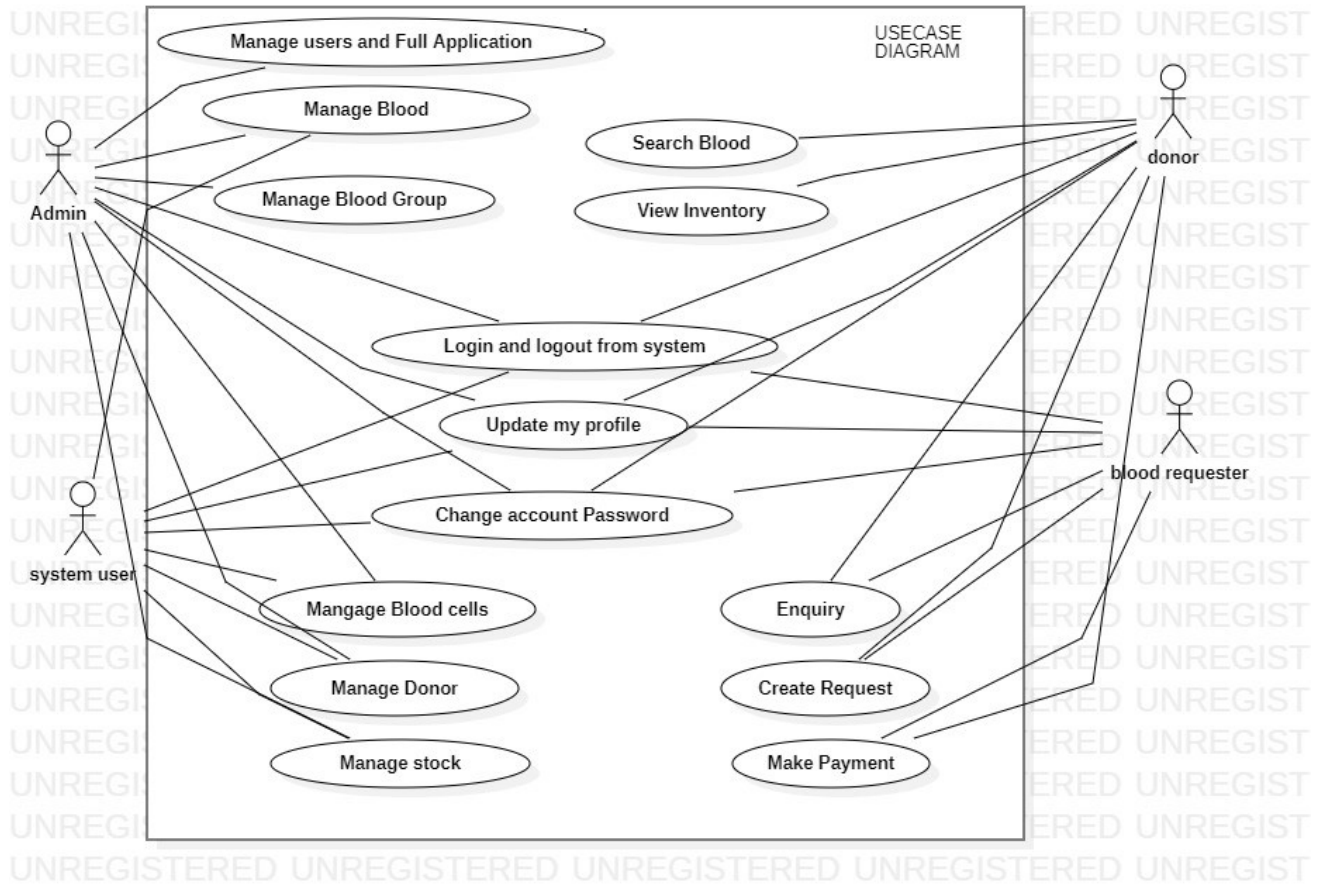 USECASE
DIAGRAM
Manage users and Full Application
Manage Blood
Search Blood
donor
Manage Blood Group
View Inventory
Admin
Login and logout from system
Update my profile
blood requester
Change account Password
system user
Mangage Blood cells
Enquiry
Manage Donor
Create Request
Manage stock
Make Payment
UNREGISTERED UNREGISTERED UNREGISTERED UNREGISTERED UNREGIST